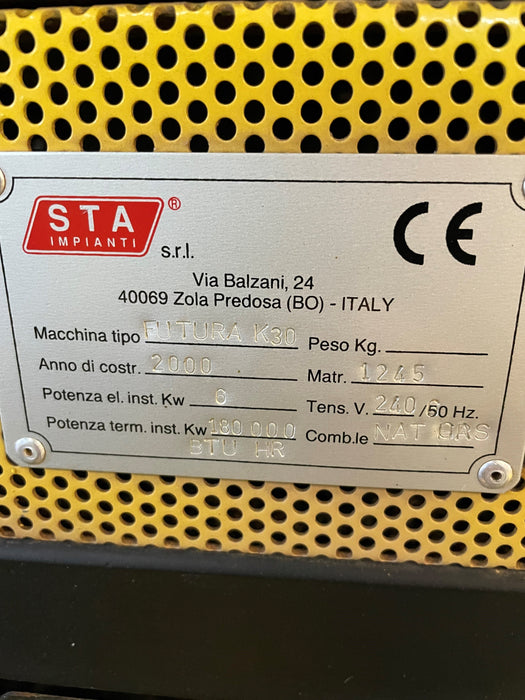 STA ®
IMPIANTI
s.r.l.
CE
Via Balzani, 24
40069 Zola Predosa (BO) - ITALY
Macchina tipo FUTURA K30 Peso Kg.
Anno di costr. 2000 Matr. 1245
Potenza el. inst. Kw 6 Tens. V. 240/50 Hz.
Potenza term. inst. Kw 180 000 Comb.le NAT GAS
BTU HR